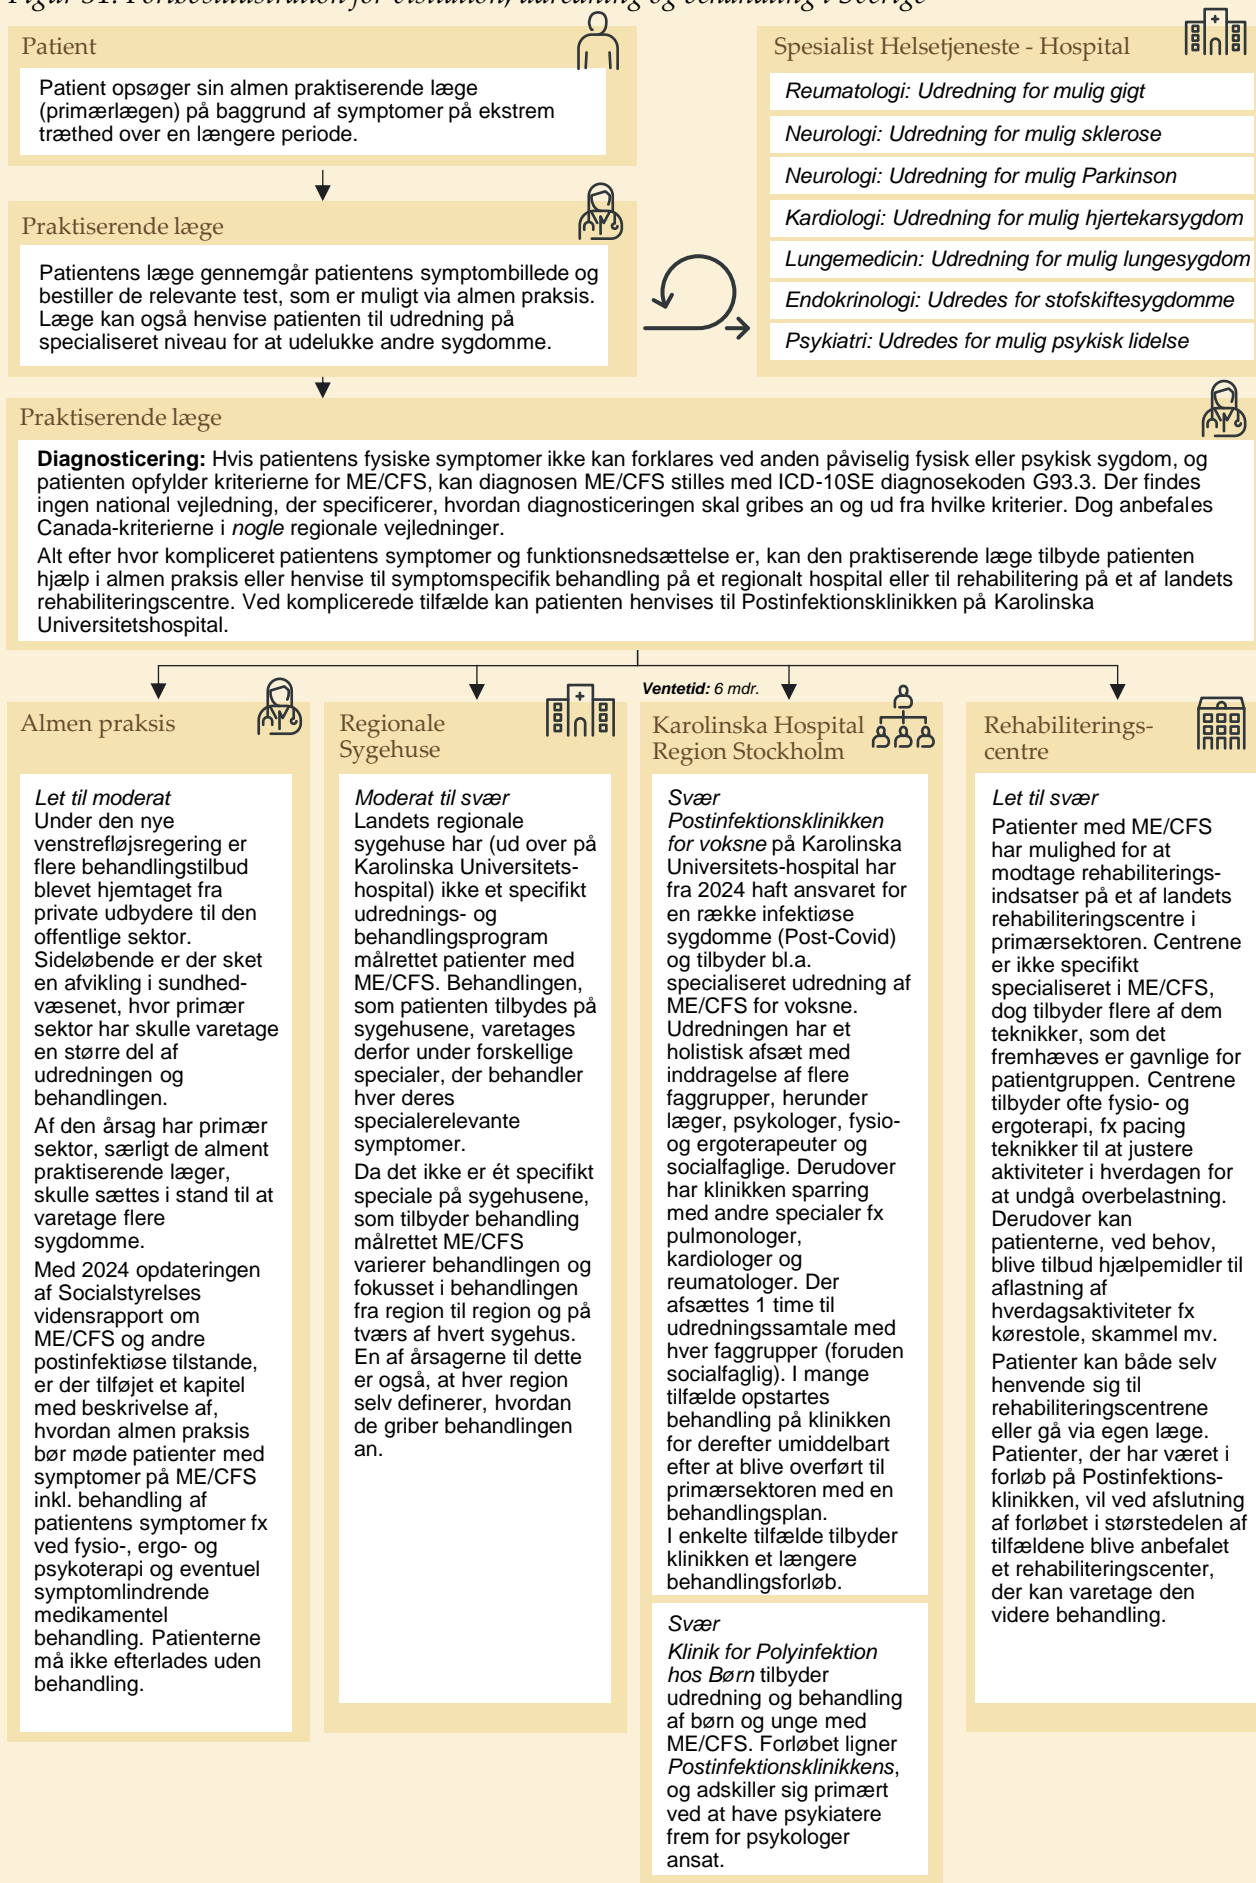 Figur 31: Forløbsillustration for visitation, udredning og behandling i Sverige
Patient
Patient opsøger sin almen praktiserende læge
(primærlægen) på baggrund af symptomer på ekstrem
træthed over en længere periode.
Spesialist Helsetjeneste - Hospital
Reumatologi: Udredning for mulig gigt
Neurologi: Udredning for mulig sklerose
Neurologi: Udredning for mulig Parkinson
Kardiologi: Udredning for mulig hjertekarsygdom
Lungemedicin: Udredning for mulig lungesygdom
Endokrinologi: Udredes for stofskiftesygdomme
Psykiatri: Udredes for mulig psykisk lidelse
Praktiserende læge
Patientens læge gennemgår patientens symptombillede og
bestiller de relevante test, som er muligt via almen praksis.
Læge kan også henvise patienten til udredning på
specialiseret niveau for at udelukke andre sygdomme.
Praktiserende læge
Diagnosticering: Hvis patientens fysiske symptomer ikke kan forklares ved anden påviselig fysisk eller psykisk sygdom, og
patienten opfylder kriterierne for ME/CFS, kan diagnosen ME/CFS stilles med ICD-10SE diagnosekoden G93.3. Der findes
ingen national vejledning, der specificerer, hvordan diagnosticeringen skal gribes an og ud fra hvilke kriterier. Dog anbefales
Canada-kriterierne i nogle regionale vejledninger.
Alt efter hvor kompliceret patientens symptomer og funktionsnedsættelse er, kan den praktiserende læge tilbyde patienten
hjælp i almen praksis eller henvise til symptomspecifik behandling på et regionalt hospital eller til rehabilitering på et af landets
rehabiliteringscentre. Ved komplicerede tilfælde kan patienten henvises til Postinfektionsklinikken på Karolinska
Universitetshospital.
Almen praksis
Let til moderat
Under den nye
venstrefløjsregering er
flere behandlingstilbud
blevet hjemtaget fra
private udbydere til den
offentlige sektor.
Sideløbende er der sket
en afvikling i sundhed-
væsenet, hvor primær
sektor har skulle varetage
en større del af
udredningen og
behandlingen.
Af den årsag har primær
sektor, særligt de alment
praktiserende læger,
skulle sættes i stand til at
varetage flere
sygdomme.
Med 2024 opdateringen
af Socialstyrelses
vidensrapport om
ME/CFS og andre
postinfektiøse tilstande,
er der tilføjet et kapitel
med beskrivelse af,
hvordan almen praksis
bør møde patienter med
symptomer på ME/CFS
inkl. behandling af
patientens symptomer fx
ved fysio-, ergo- og
psykoterapi og eventuel
symptomlindrende
medikamentel
behandling. Patienterne
må ikke efterlades uden
behandling.
Regionale
Sygehuse
Moderat til svær
Landets regionale
sygehuse har (ud over på
Karolinska Universitets-
hospital) ikke et specifikt
udrednings- og
behandlingsprogram
målrettet patienter med
ME/CFS. Behandlingen,
som patienten tilbydes på
sygehusene, varetages
derfor under forskellige
specialer, der behandler
hver deres
specialerelevante
symptomer.
Da det ikke er ét specifikt
speciale på sygehusene,
som tilbyder behandling
målrettet ME/CFS
varierer behandlingen og
fokusset i behandlingen
fra region til region og på
tværs af hvert sygehus.
En af årsagerne til dette
er også, at hver region
selv definerer, hvordan
de griber behandlingen
an.
Ventetid: 6 mdr.
Karolinska Hospital
Region Stockholm
Svær
Postinfektionsklinikken
for voksne på Karolinska
Universitets-hospital har
fra 2024 haft ansvaret for
en række infektiøse
sygdomme (Post-Covid)
og tilbyder bl.a.
specialiseret udredning af
ME/CFS for voksne.
Udredningen har et
holistisk afsæt med
inddragelse af flere
faggrupper, herunder
læger, psykologer, fysio-
og ergoterapeuter og
socialfaglige. Derudover
har klinikken sparring
med andre specialer fx
pulmonologer,
kardiologer og
reumatologer. Der
afsættes 1 time til
udredningssamtale med
hver faggrupper (foruden
socialfaglig). I mange
tilfælde opstartes
behandling på klinikken
for derefter umiddelbart
efter at blive overført til
primærsektoren med en
behandlingsplan.
I enkelte tilfælde tilbyder
klinikken et længere
behandlingsforløb.
Svær
Klinik for Polyinfektion
hos Børn tilbyder
udredning og behandling
af børn og unge med
ME/CFS. Forløbet ligner
Postinfektionsklinikkens,
og adskiller sig primært
ved at have psykiatere
frem for psykologer
ansat.
Rehabiliterings-
centre
Let til svær
Patienter med ME/CFS
har mulighed for at
modtage rehabiliterings-
indsatser på et af landets
rehabiliteringscentre i
primærsektoren. Centrene
er ikke specifikt
specialiseret i ME/CFS,
dog tilbyder flere af dem
teknikker, som det
fremhæves er gavnlige for
patientgruppen. Centrene
tilbyder ofte fysio- og
ergoterapi, fx pacing
teknikker til at justere
aktiviteter i hverdagen for
at undgå overbelastning.
Derudover kan
patienterne, ved behov,
blive tilbud hjælpemidler til
aflastning af
hverdagsaktiviteter fx
kørestole, skammel mv.
Patienter kan både selv
henvende sig til
rehabiliteringscentrene
eller gå via egen læge.
Patienter, der har været i
forløb på Postinfektions-
klinikken, vil ved afslutning
af forløbet i størstedelen af
tilfældene blive anbefalet
et rehabiliteringscenter,
der kan varetage den
videre behandling.